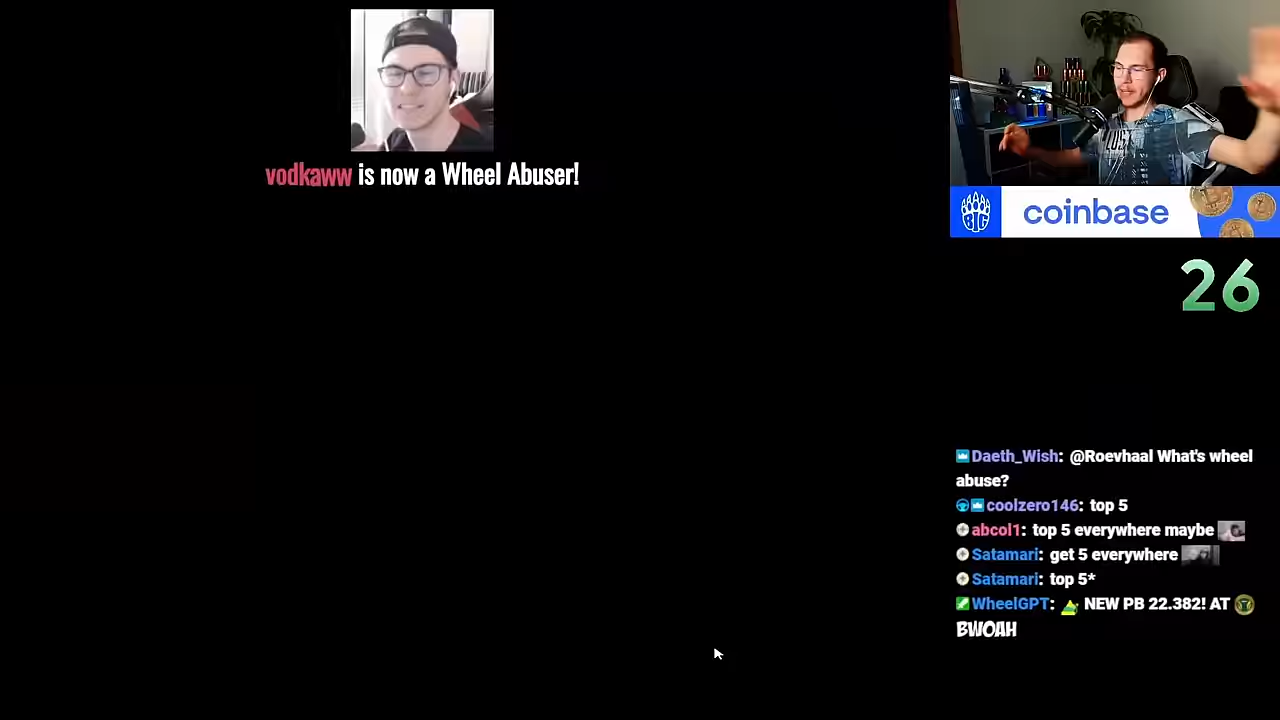 vodkaww is now a Wheel Abuser!
BIG
coinbase
26
Daeth_Wish: @Roevhaal What's wheel
abuse?
coolzero146: top 5
abcol1: top 5 everywhere maybe
Satamari: get 5 everywhere
Satamari: top 5*
WheelGPT: NEW PB 22.382! AT
BWOAH